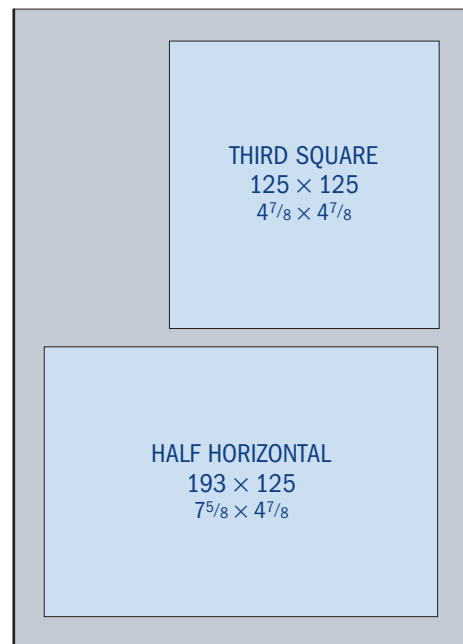 THIRD SQUARE
125 × 125
4⅞ × 4⅞
HALF HORIZONTAL
193 × 125
7⅝ × 4⅞